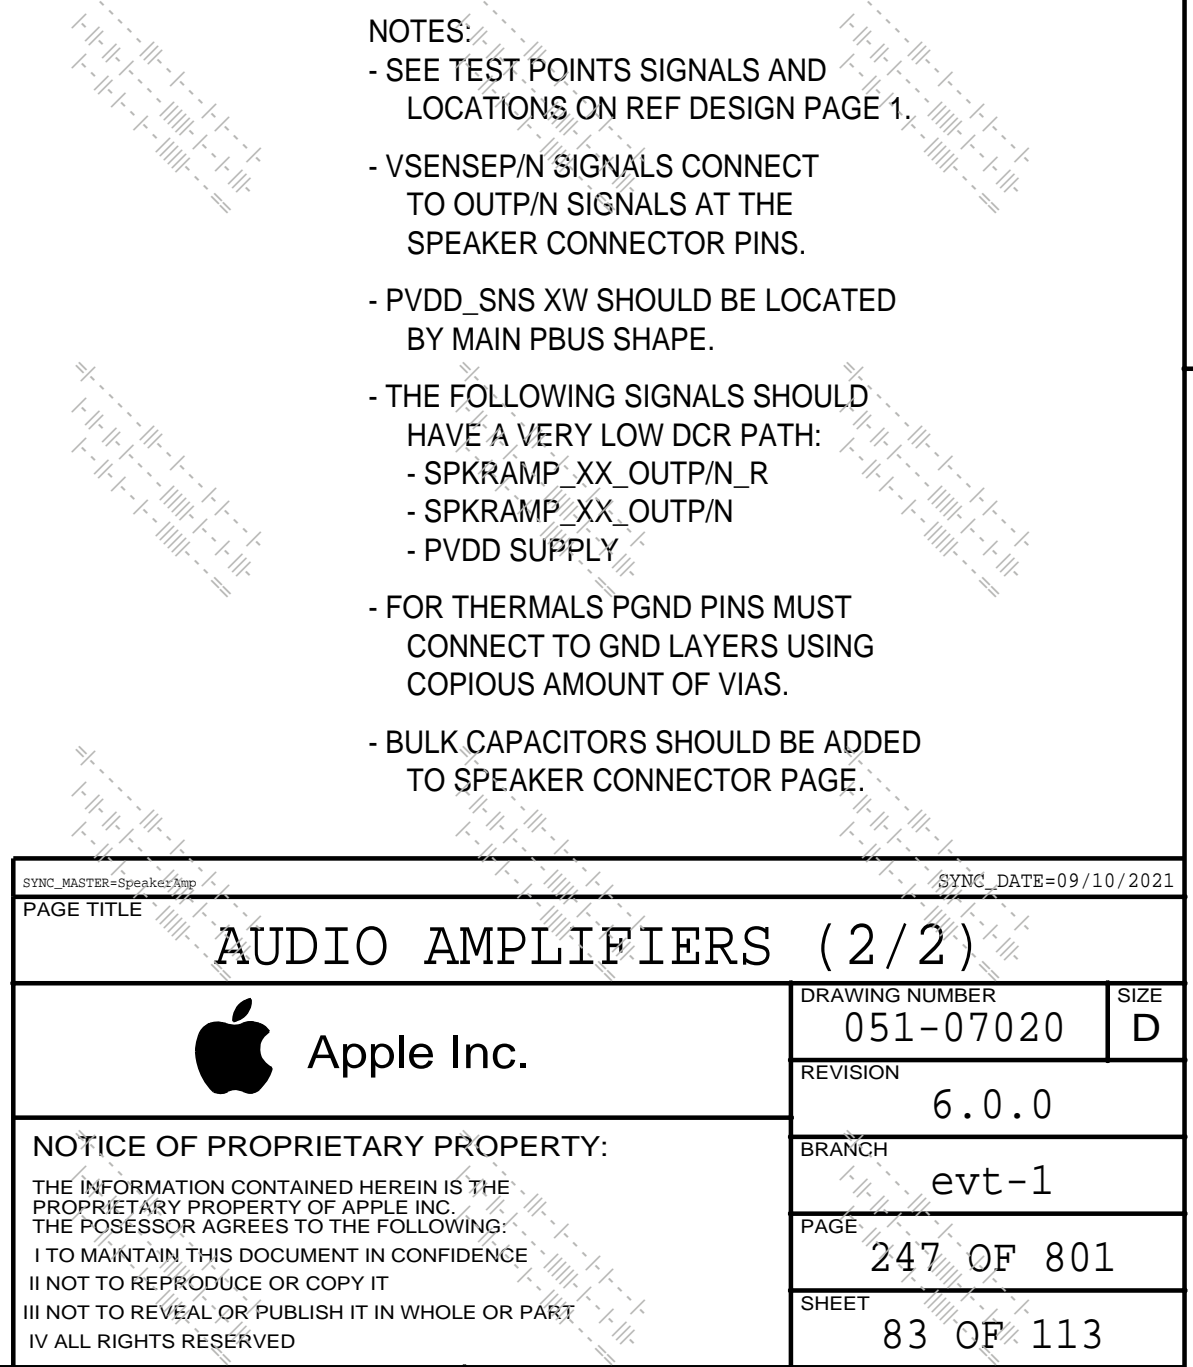 NOTES:
- SEE TEST POINTS SIGNALS AND
LOCATIONS ON REF DESIGN PAGE 1.
- VSENSEP/N SIGNALS CONNECT
TO OUTP/N SIGNALS AT THE
SPEAKER CONNECTOR PINS.
- PVDD_SNS XW SHOULD BE LOCATED
BY MAIN PBUS SHAPE.
- THE FOLLOWING SIGNALS SHOULD
HAVE A VERY LOW DCR PATH:
- SPKRAMP_XX_OUTP/N_R
- SPKRAMP_XX_OUTP/N
- PVDD SUPPLY
- FOR THERMALS PGND PINS MUST
CONNECT TO GND LAYERS USING
COPIOUS AMOUNT OF VIAS.
- BULK CAPACITORS SHOULD BE ADDED
TO SPEAKER CONNECTOR PAGE.
SYNC_MASTER=SpeakerAmp
SYNC_DATE=09/10/2021
PAGE TITLE
AUDIO AMPLIFIERS (2/2)
Apple Inc.
DRAWING NUMBER
051-07020
SIZE
D
REVISION
6.0.0
NOTICE OF PROPRIETARY PROPERTY:
THE INFORMATION CONTAINED HEREIN IS THE
PROPRIETARY PROPERTY OF APPLE INC.
THE POSESSOR AGREES TO THE FOLLOWING:
I TO MAINTAIN THIS DOCUMENT IN CONFIDENCE
II NOT TO REPRODUCE OR COPY IT
III NOT TO REVEAL OR PUBLISH IT IN WHOLE OR PART
IV ALL RIGHTS RESERVED
BRANCH
evt-1
PAGE
247 OF 801
SHEET
83 OF 113